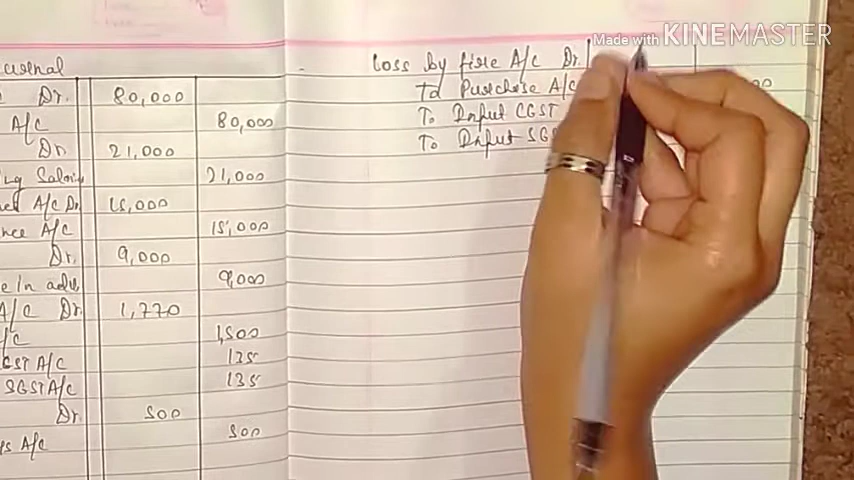 Made with KINEMASTER
Journal
Dr. 80,000
A/C 80,000
Dr. 21,000
Salary 21,000
A/C Dr 15,000
A/C 15,000
Dr. 9,000
in adv 9,000
A/C Dr 1,770
/C 1,500
CGST A/C 135
SGST A/C 135
Dr. 500
A/C 500
Loss by fire A/C Dr.
To Purchase A/C
To Input CGST
To Input SGS